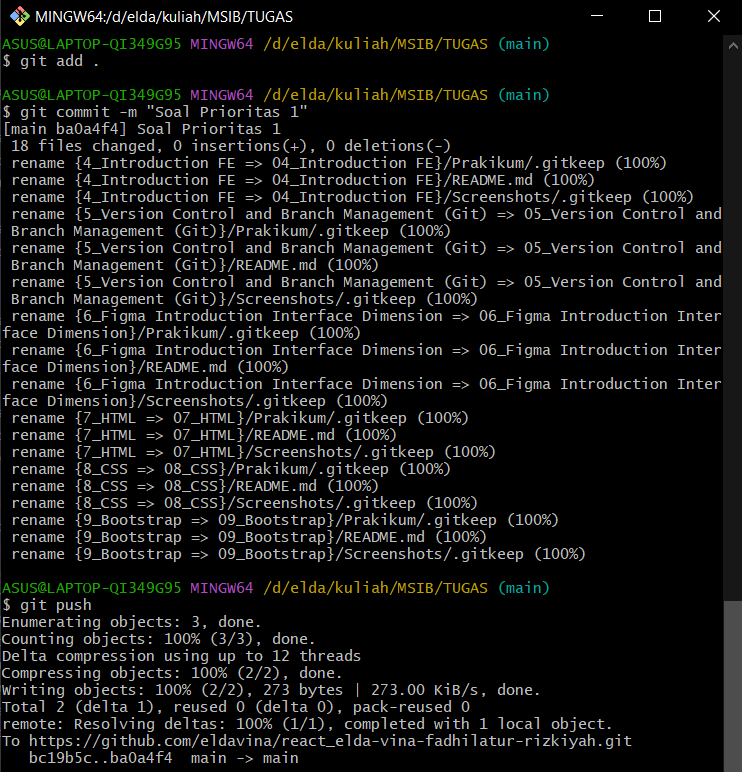 MINGW64:/d/elda/kuliah/MSIB/TUGAS
ASUS@LAPTOP-QI349G95 MINGW64 /d/elda/kuliah/MSIB/TUGAS (main)
$ git add .
ASUS@LAPTOP-QI349G95 MINGW64 /d/elda/kuliah/MSIB/TUGAS (main)
$ git commit -m "Soal Prioritas 1"
[main ba0a4f4] Soal Prioritas 1
 18 files changed, 0 insertions(+), 0 deletions(-)
 rename {4_Introduction FE => 04_Introduction FE}/Prakikum/.gitkeep (100%)
 rename {4_Introduction FE => 04_Introduction FE}/README.md (100%)
 rename {4_Introduction FE => 04_Introduction FE}/Screenshots/.gitkeep (100%)
 rename {5_Version Control and Branch Management (Git) => 05_Version Control and
 Branch Management (Git)}/Prakikum/.gitkeep (100%)
 rename {5_Version Control and Branch Management (Git) => 05_Version Control and
 Branch Management (Git)}/README.md (100%)
 rename {5_Version Control and Branch Management (Git) => 05_Version Control and
 Branch Management (Git)}/Screenshots/.gitkeep (100%)
 rename {6_Figma Introduction Interface Dimension => 06_Figma Introduction Inter
face Dimension}/Prakikum/.gitkeep (100%)
 rename {6_Figma Introduction Interface Dimension => 06_Figma Introduction Inter
face Dimension}/README.md (100%)
 rename {6_Figma Introduction Interface Dimension => 06_Figma Introduction Inter
face Dimension}/Screenshots/.gitkeep (100%)
 rename {7_HTML => 07_HTML}/Prakikum/.gitkeep (100%)
 rename {7_HTML => 07_HTML}/README.md (100%)
 rename {7_HTML => 07_HTML}/Screenshots/.gitkeep (100%)
 rename {8_CSS => 08_CSS}/Prakikum/.gitkeep (100%)
 rename {8_CSS => 08_CSS}/README.md (100%)
 rename {8_CSS => 08_CSS}/Screenshots/.gitkeep (100%)
 rename {9_Bootstrap => 09_Bootstrap}/Prakikum/.gitkeep (100%)
 rename {9_Bootstrap => 09_Bootstrap}/README.md (100%)
 rename {9_Bootstrap => 09_Bootstrap}/Screenshots/.gitkeep (100%)
ASUS@LAPTOP-QI349G95 MINGW64 /d/elda/kuliah/MSIB/TUGAS (main)
$ git push
Enumerating objects: 3, done.
Counting objects: 100% (3/3), done.
Delta compression using up to 12 threads
Compressing objects: 100% (2/2), done.
Writing objects: 100% (2/2), 273 bytes | 273.00 KiB/s, done.
Total 2 (delta 1), reused 0 (delta 0), pack-reused 0
remote: Resolving deltas: 100% (1/1), completed with 1 local object.
To https://github.com/eldavina/react_elda-vina-fadhilatur-rizkiyah.git
   bc19b5c..ba0a4f4  main -> main